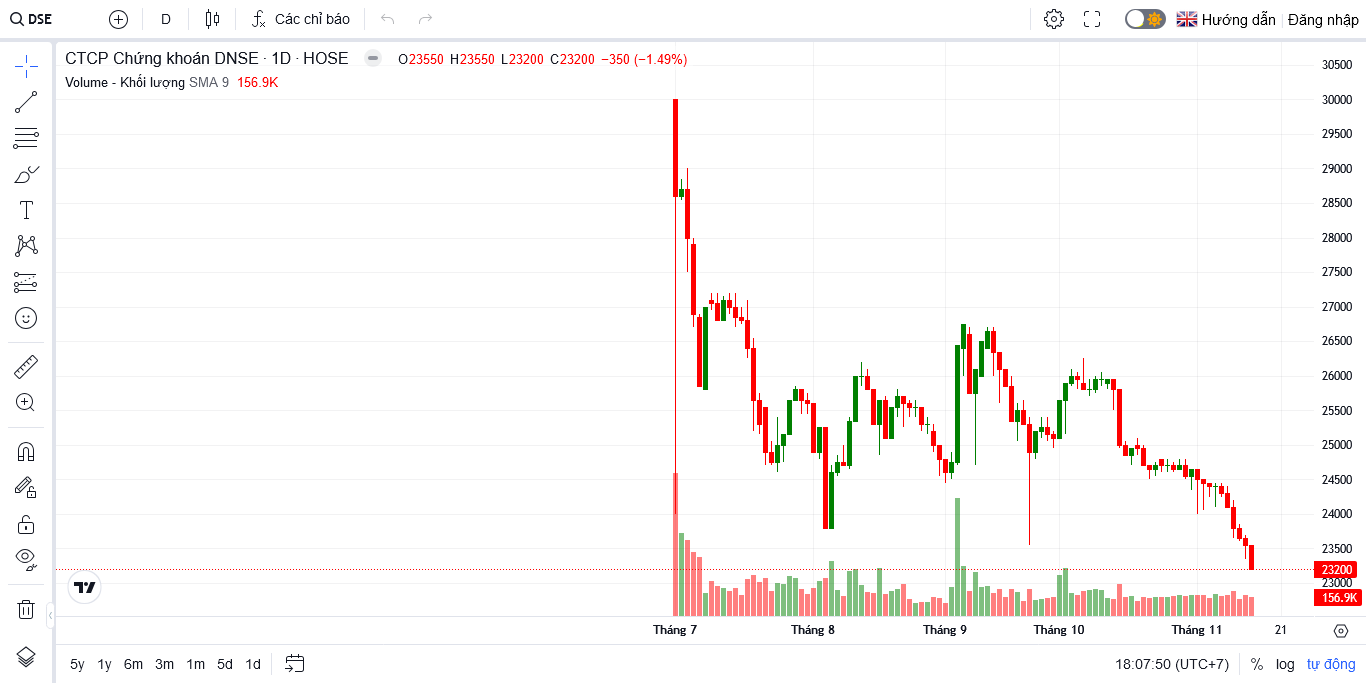 DSE D Các chỉ báo Hướng dẫn Đăng nhập
CTCP Chứng khoán DNSE · 1D · HOSE O23550 H23550 L23200 C23200 −350 (−1.49%)
Volume - Khối lượng SMA 9 156.9K
30500
30000
29500
29000
28500
28000
27500
27000
26500
26000
25500
25000
24500
24000
23500
23200
23000
156.9K
Tháng 7 Tháng 8 Tháng 9 Tháng 10 Tháng 11 21
5y 1y 6m 3m 1m 5d 1d 18:07:50 (UTC+7) % log tự động